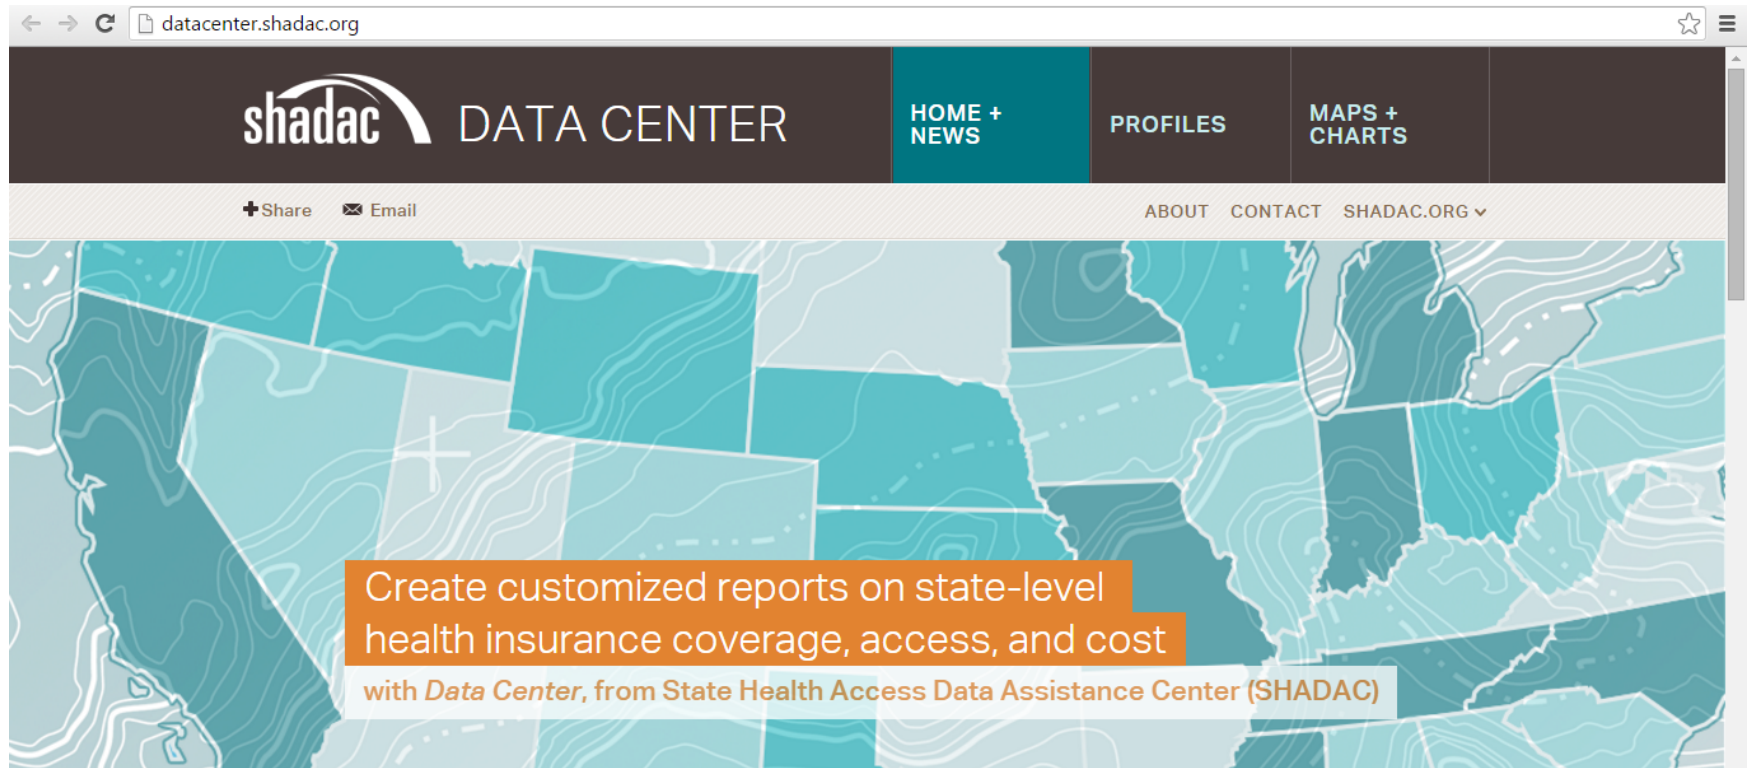 datacenter.shadac.org
shadac DATA CENTER
HOME +
NEWS
PROFILES
MAPS +
CHARTS
Share Email
ABOUT CONTACT SHADAC.ORG
Create customized reports on state-level
health insurance coverage, access, and cost
with Data Center, from State Health Access Data Assistance Center (SHADAC)